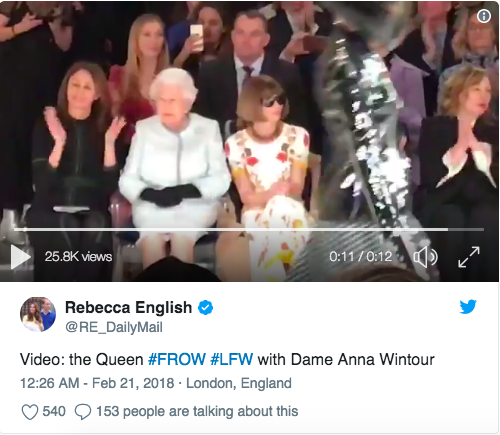 25.8K views
0:11 / 0:12
Rebecca English
@RE_DailyMail
Video: the Queen #FROW #LFW with Dame Anna Wintour
12:26 AM - Feb 21, 2018 · London, England
540 153 people are talking about this